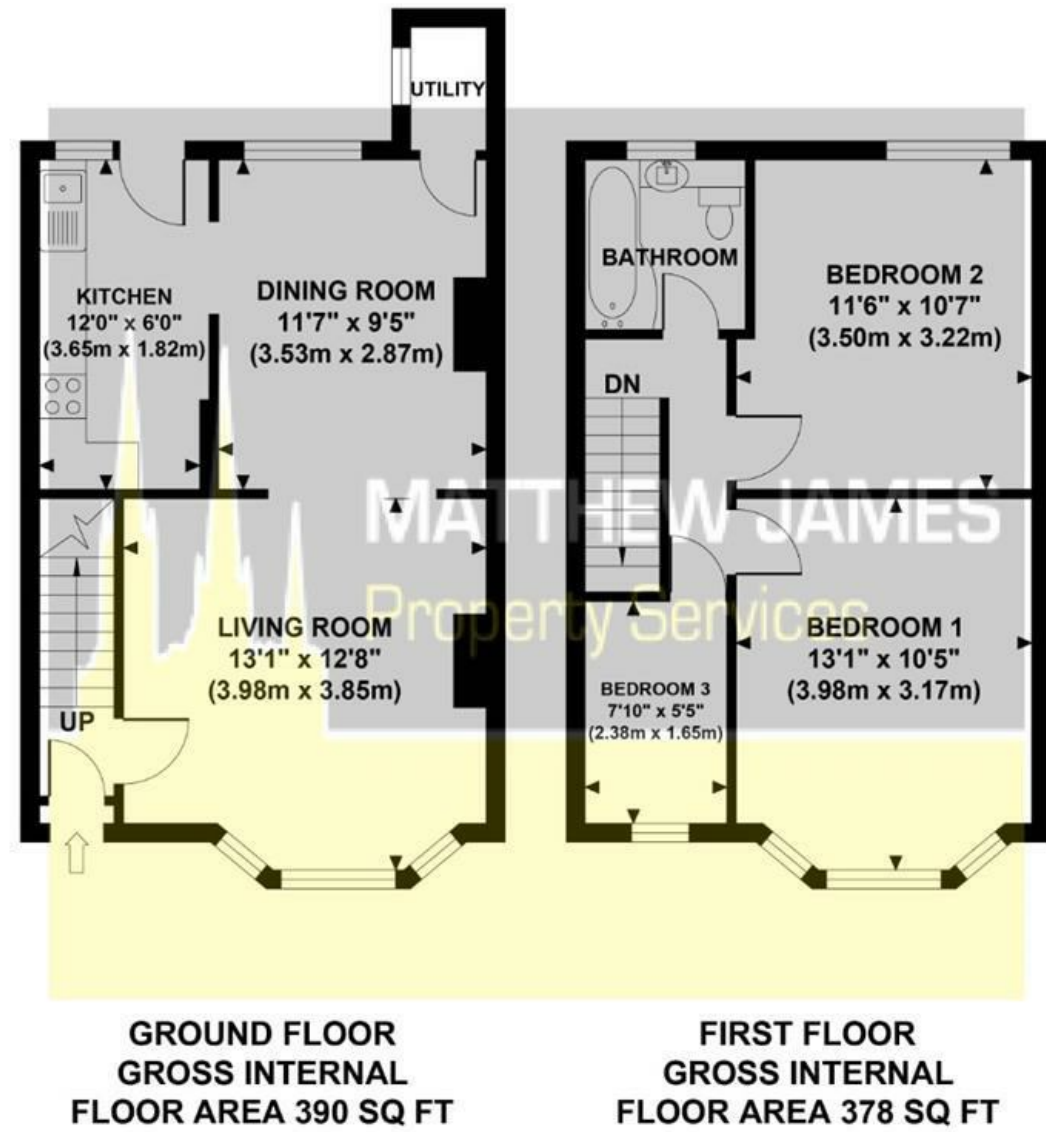 UTILITY
KITCHEN
12'0" x 6'0"
(3.65m x 1.82m)
DINING ROOM
11'7" x 9'5"
(3.53m x 2.87m)
LIVING ROOM
13'1" x 12'8"
(3.98m x 3.85m)
UP
BATHROOM
BEDROOM 2
11'6" x 10'7"
(3.50m x 3.22m)
DN
MATTHEW JAMES
Property Services
BEDROOM 1
13'1" x 10'5"
(3.98m x 3.17m)
BEDROOM 3
7'10" x 5'5"
(2.38m x 1.65m)
GROUND FLOOR
GROSS INTERNAL
FLOOR AREA 390 SQ FT
FIRST FLOOR
GROSS INTERNAL
FLOOR AREA 378 SQ FT